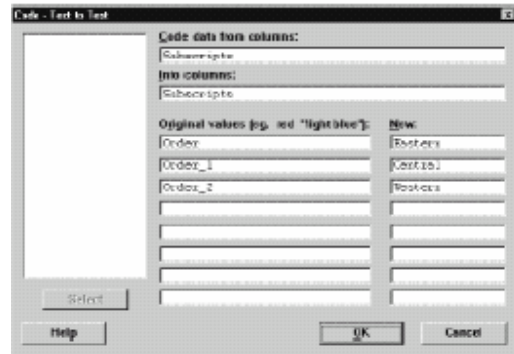 Code - Text to Text
Code data from columns:
Subscripts
Into columns:
Subscripts
Original values (eg, red "light blue"): New:
Order Eastern
Order_1 Central
Order_2 Western
Select
Help OK Cancel